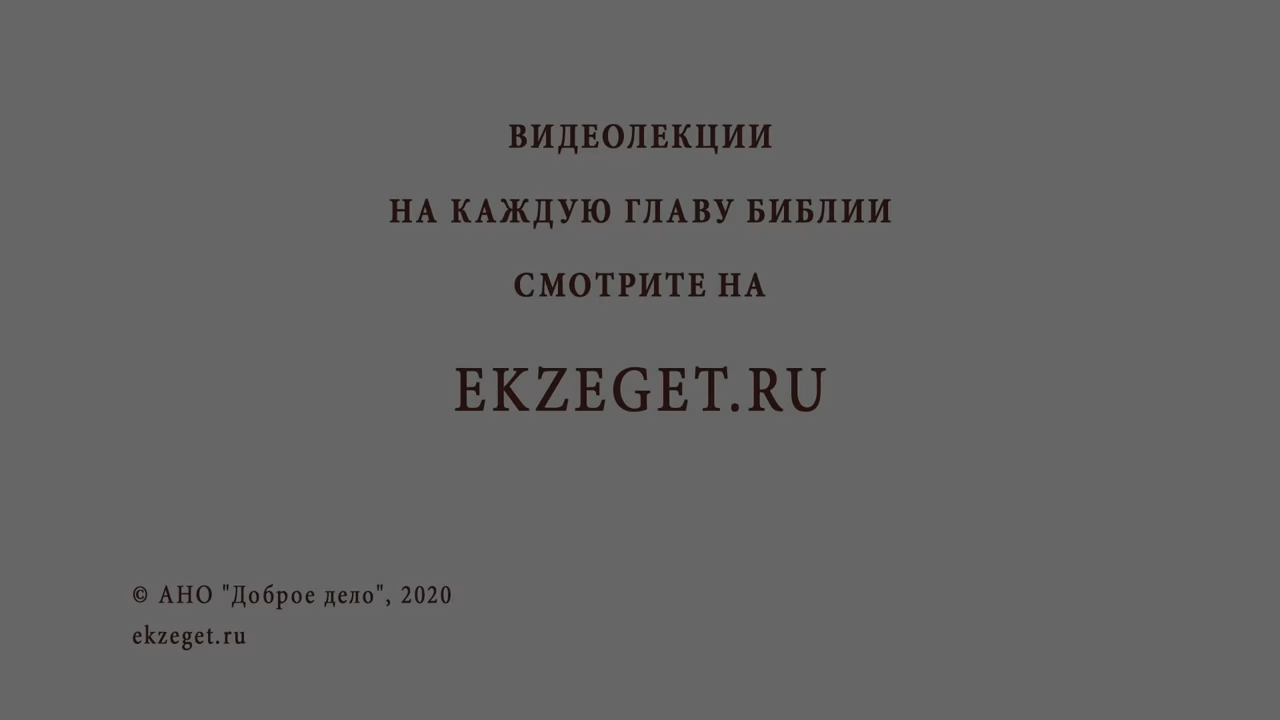 ВИДЕОЛЕКЦИИ
НА КАЖДУЮ ГЛАВУ БИБЛИИ
СМОТРИТЕ НА
EKZEGET.RU
© АНО "Доброе дело", 2020
ekzeget.ru